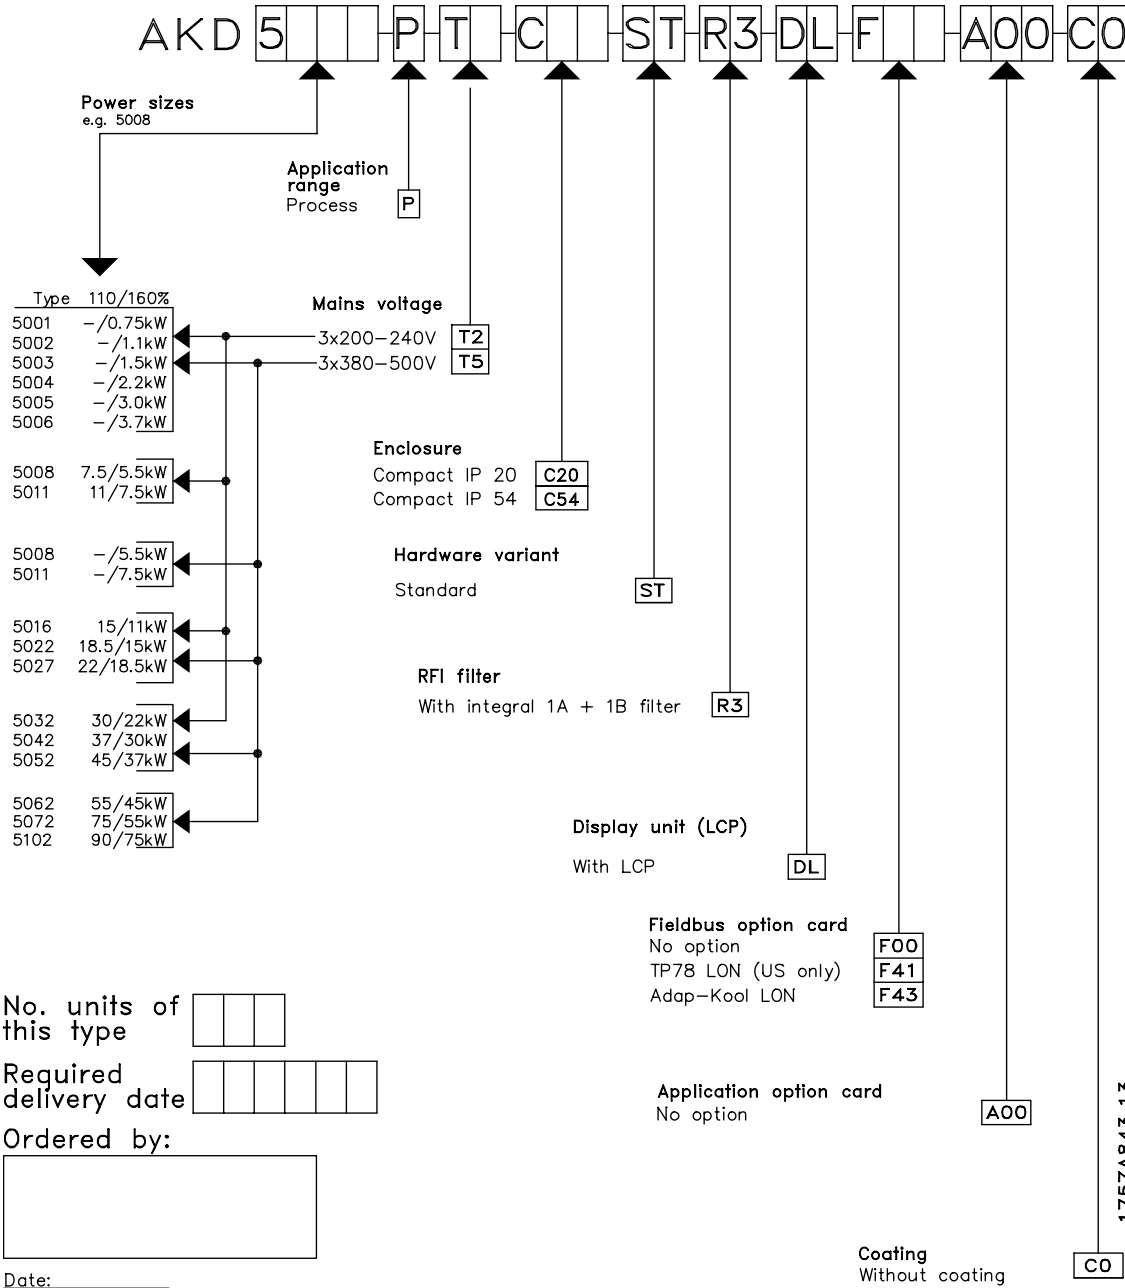 AKD 5 P T C ST R3 DL F A00 C0
Power sizes
e.g. 5008
Application
range
Process P
Type 110/160%
5001 -/0.75kW
5002 -/1.1kW
5003 -/1.5kW
5004 -/2.2kW
5005 -/3.0kW
5006 -/3.7kW
Mains voltage
3x200-240V T2
3x380-500V T5
5008 7.5/5.5kW
5011 11/7.5kW
Enclosure
Compact IP 20 C20
Compact IP 54 C54
5008 -/5.5kW
5011 -/7.5kW
Hardware variant
Standard ST
5016 15/11kW
5022 18.5/15kW
5027 22/18.5kW
RFI filter
With integral 1A + 1B filter R3
5032 30/22kW
5042 37/30kW
5052 45/37kW
5062 55/45kW
5072 75/55kW
5102 90/75kW
Display unit (LCP)
With LCP DL
Fieldbus option card
No option F00
TP78 LON (US only) F41
Adap-Kool LON F43
No. units of
this type
Required
delivery date
Application option card
No option A00
Ordered by:
Coating
Without coating C0
Date: